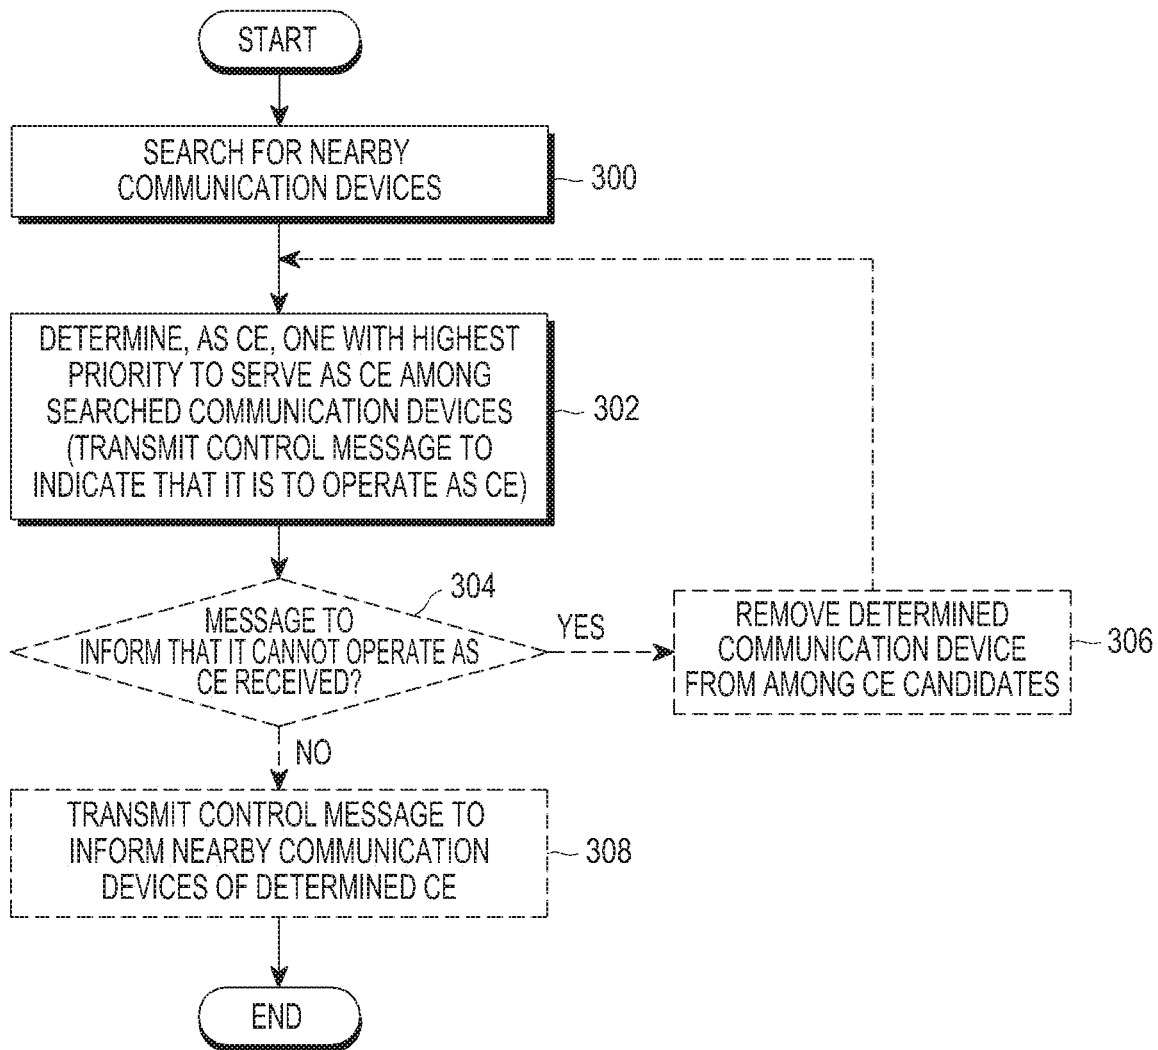 START
SEARCH FOR NEARBY
COMMUNICATION DEVICES
300
DETERMINE, AS CE, ONE WITH HIGHEST
PRIORITY TO SERVE AS CE AMONG
SEARCHED COMMUNICATION DEVICES
(TRANSMIT CONTROL MESSAGE TO
INDICATE THAT IT IS TO OPERATE AS CE)
302
304
MESSAGE TO
INFORM THAT IT CANNOT OPERATE AS
CE RECEIVED?
YES
REMOVE DETERMINED
COMMUNICATION DEVICE
FROM AMONG CE CANDIDATES
306
NO
TRANSMIT CONTROL MESSAGE TO
INFORM NEARBY COMMUNICATION
DEVICES OF DETERMINED CE
308
END